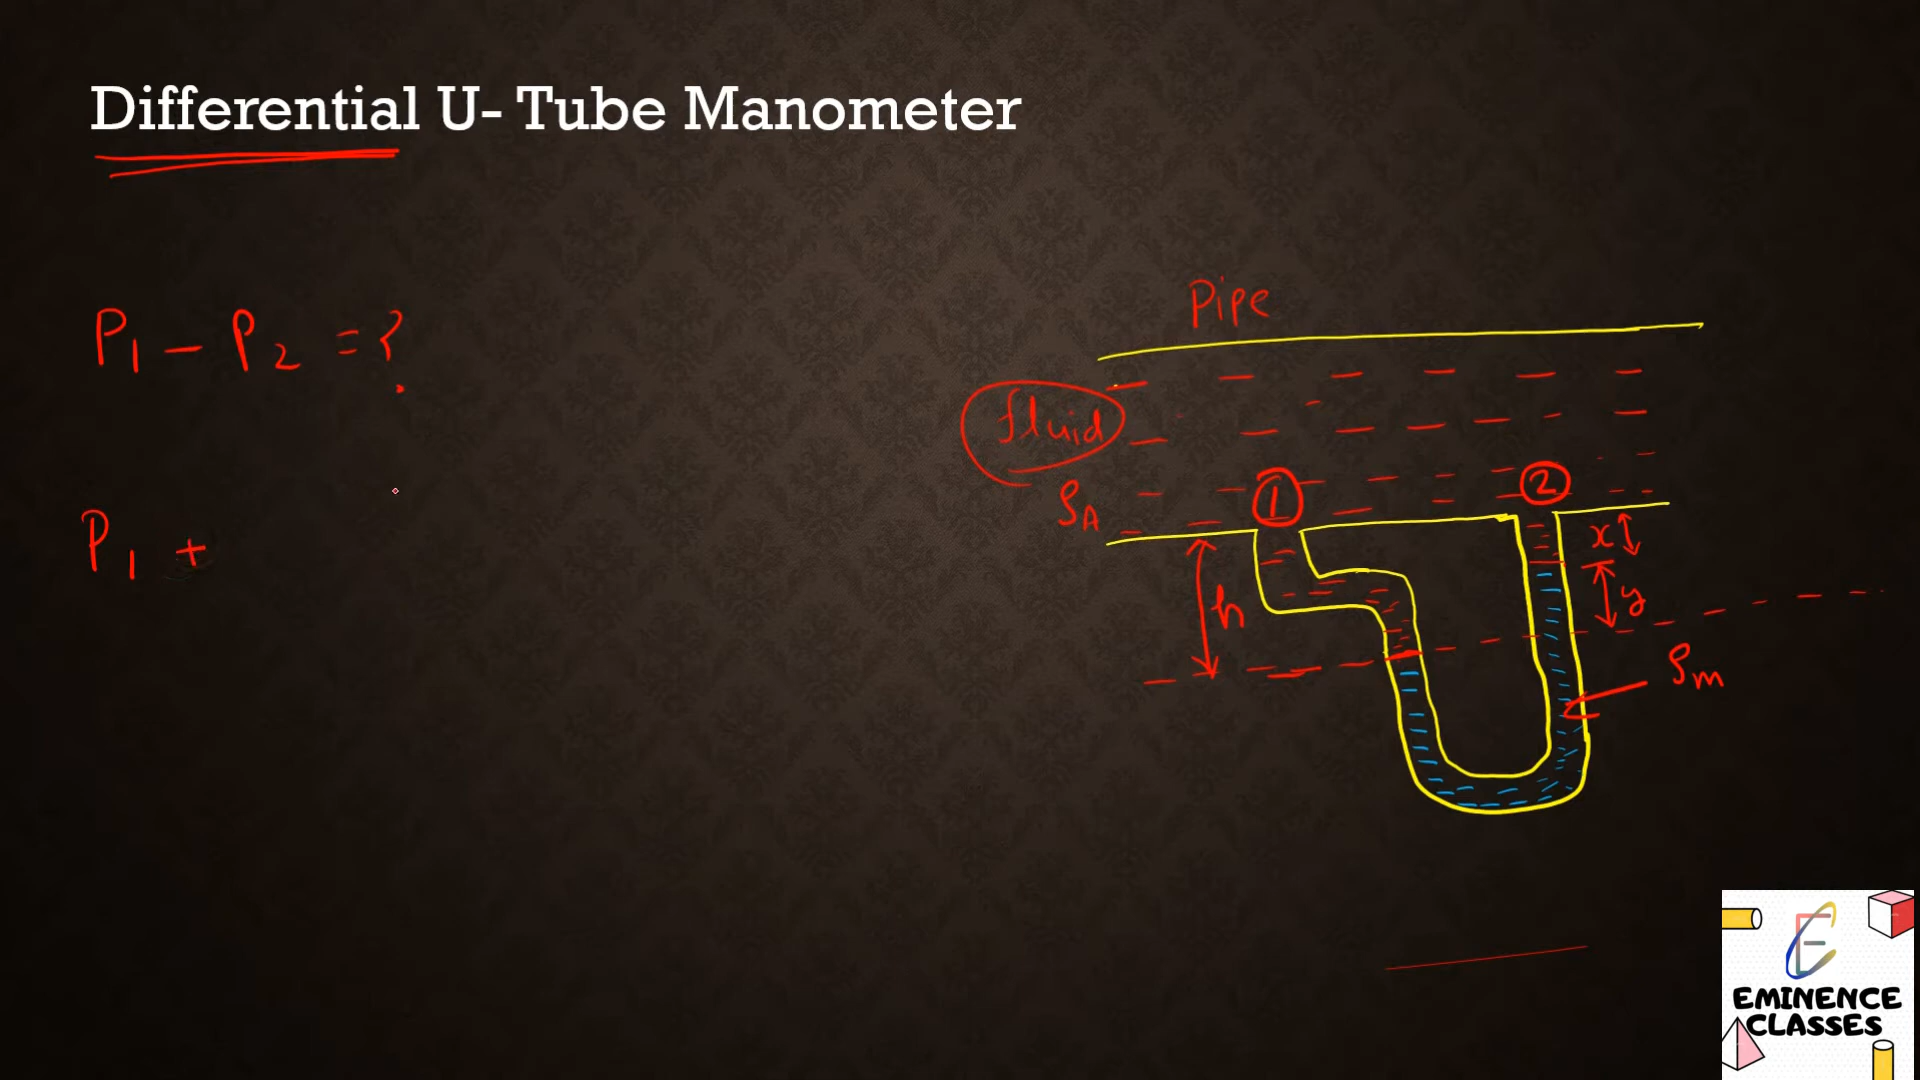 Differential U- Tube Manometer
P1 - P2 = ?
P1 +
Pipe
fluid
ρA
1
2
x
y
h
ρm
E
EMINENCE
CLASSES